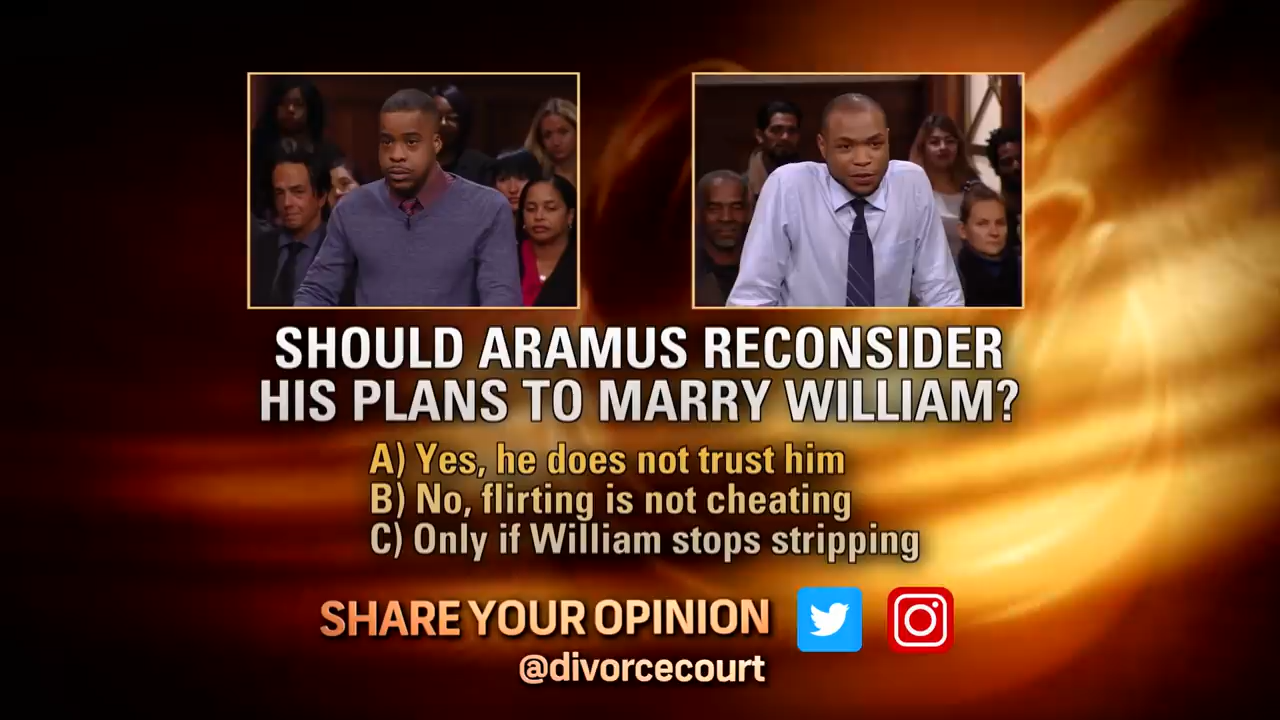 SHOULD ARAMUS RECONSIDER
HIS PLANS TO MARRY WILLIAM?
A) Yes, he does not trust him
B) No, flirting is not cheating
C) Only if William stops stripping
SHARE YOUR OPINION
@divorcecourt